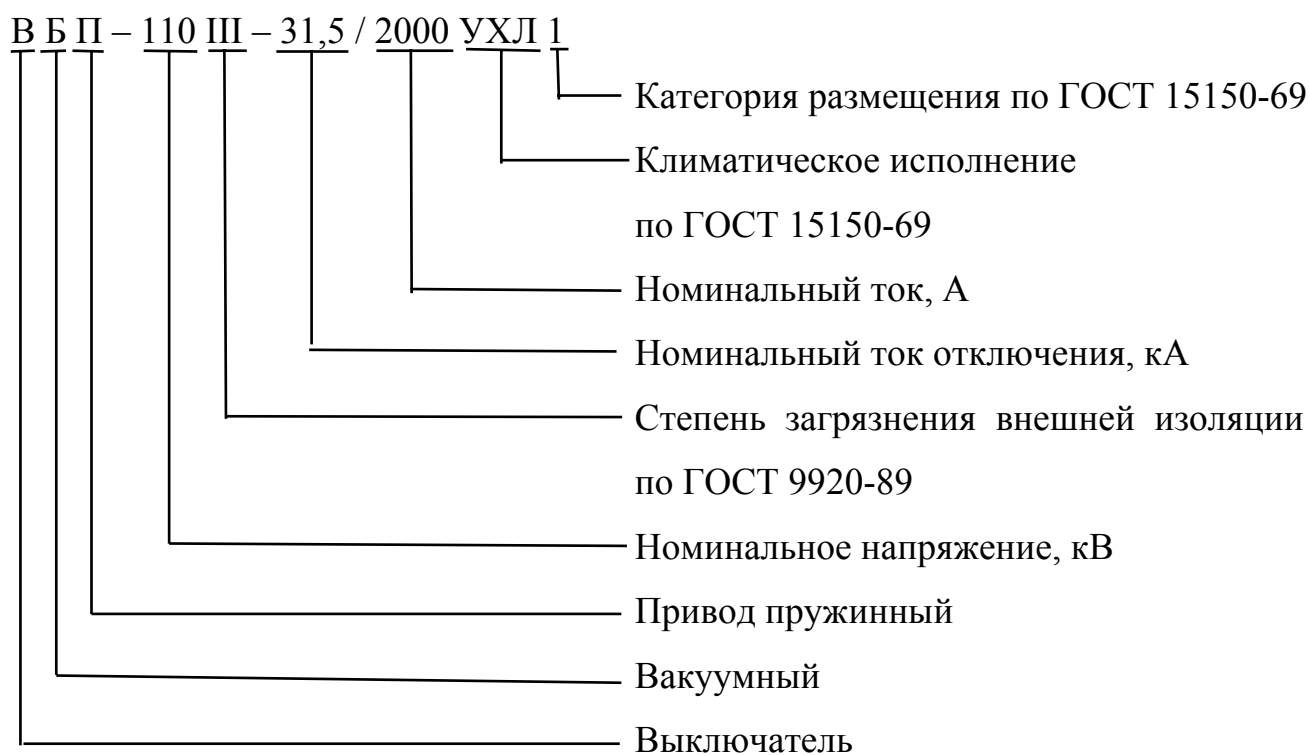 В Б П – 110 III – 31,5 / 2000 УХЛ 1
Категория размещения по ГОСТ 15150-69
Климатическое исполнение
по ГОСТ 15150-69
Номинальный ток, А
Номинальный ток отключения, кА
Степень загрязнения внешней изоляции
по ГОСТ 9920-89
Номинальное напряжение, кВ
Привод пружинный
Вакуумный
Выключатель